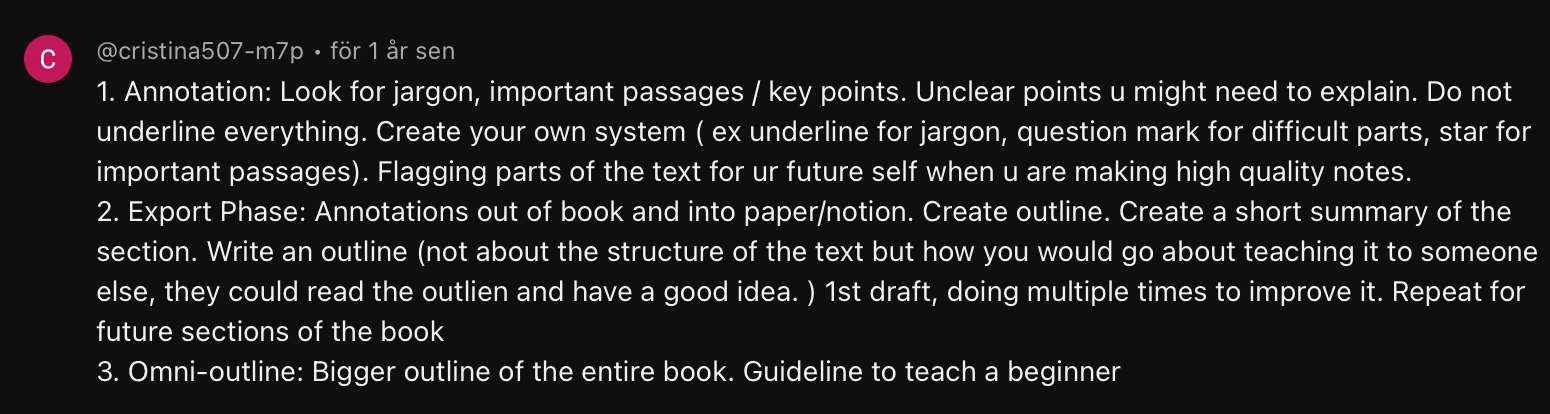 C
@cristina507-m7p • för 1 år sen
1. Annotation: Look for jargon, important passages / key points. Unclear points u might need to explain. Do not
underline everything. Create your own system ( ex underline for jargon, question mark for difficult parts, star for
important passages). Flagging parts of the text for ur future self when u are making high quality notes.
2. Export Phase: Annotations out of book and into paper/notion. Create outline. Create a short summary of the
section. Write an outline (not about the structure of the text but how you would go about teaching it to someone
else, they could read the outlien and have a good idea. ) 1st draft, doing multiple times to improve it. Repeat for
future sections of the book
3. Omni-outline: Bigger outline of the entire book. Guideline to teach a beginner